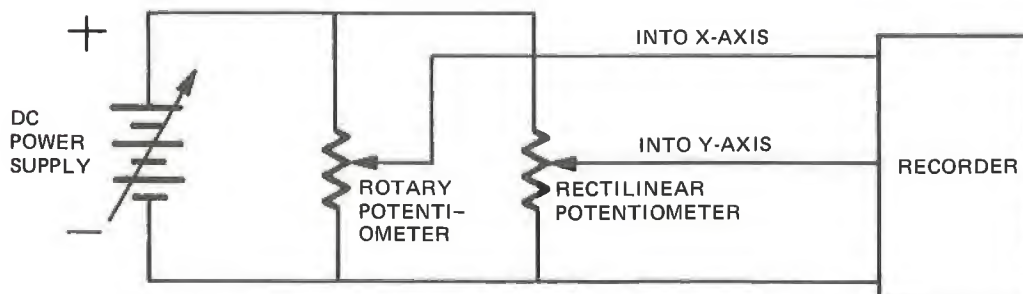 +
INTO X-AXIS
DC
POWER
SUPPLY
INTO Y-AXIS
RECORDER
ROTARY
POTENTI-
OMETER
RECTILINEAR
POTENTIOMETER
—